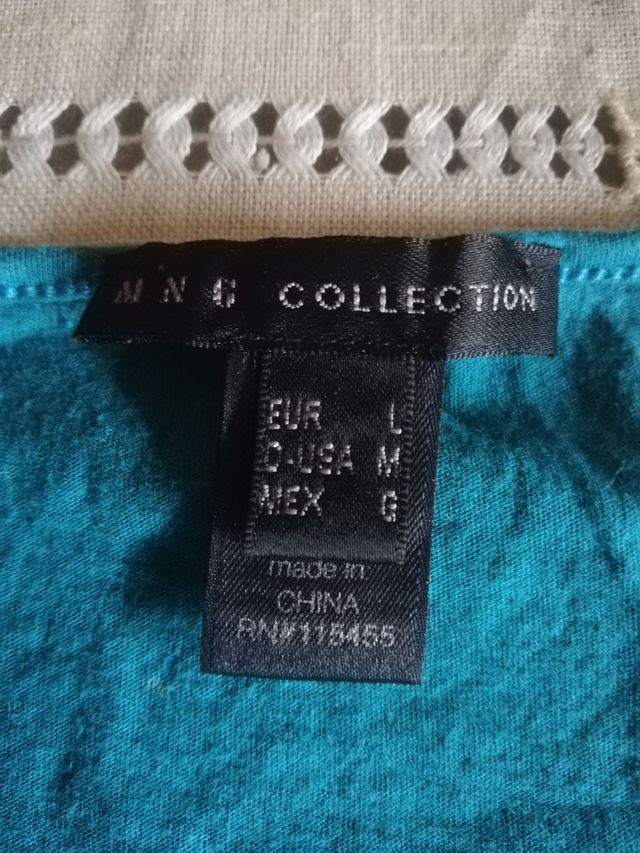 MNG COLLECTION
EUR L
D-USA M
MEX G
made in
CHINA
RN#115455